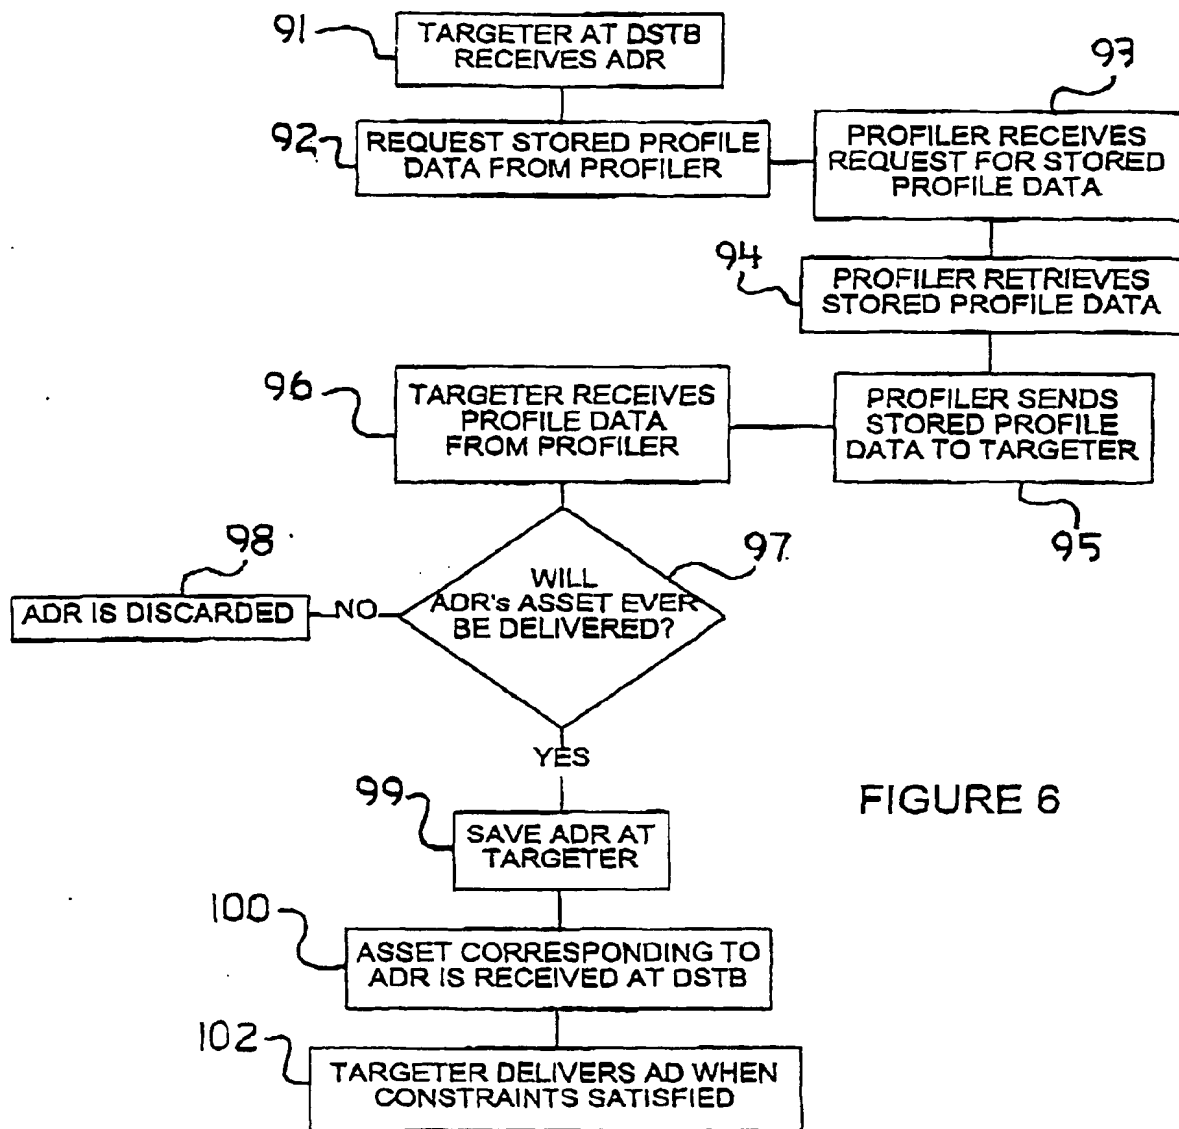 91
TARGETER AT DSTB
RECEIVES ADR
92
REQUEST STORED PROFILE
DATA FROM PROFILER
93
PROFILER RECEIVES
REQUEST FOR STORED
PROFILE DATA
94
PROFILER RETRIEVES
STORED PROFILE DATA
95
PROFILER SENDS
STORED PROFILE
DATA TO TARGETER
96
TARGETER RECEIVES
PROFILE DATA
FROM PROFILER
97
WILL
ADR's ASSET EVER
BE DELIVERED?
NO
98
ADR IS DISCARDED
YES
99
SAVE ADR AT
TARGETER
100
ASSET CORRESPONDING TO
ADR IS RECEIVED AT DSTB
102
TARGETER DELIVERS AD WHEN
CONSTRAINTS SATISFIED
FIGURE 6